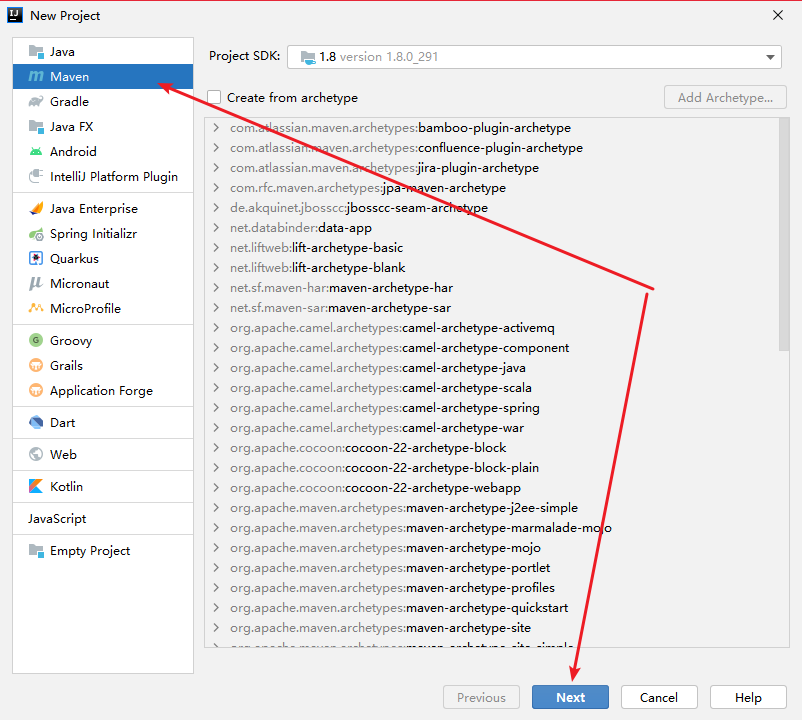 New Project
Java
Maven
Gradle
Java FX
Android
IntelliJ Platform Plugin
Java Enterprise
Spring Initializr
Quarkus
Micronaut
MicroProfile
Groovy
Grails
Application Forge
Dart
Web
Kotlin
JavaScript
Empty Project
Project SDK: 1.8 version 1.8.0_291
Create from archetype
Add Archetype...
com.atlassian.maven.archetypes:bamboo-plugin-archetype
com.atlassian.maven.archetypes:confluence-plugin-archetype
com.atlassian.maven.archetypes:jira-plugin-archetype
com.rfc.maven.archetypes:jpa-maven-archetype
de.akquinet.jbosscc:jbosscc-seam-archetype
net.databinder:data-app
net.liftweb:lift-archetype-basic
net.liftweb:lift-archetype-blank
net.sf.maven-har:maven-archetype-har
net.sf.maven-sar:maven-archetype-sar
org.apache.camel.archetypes:camel-archetype-activemq
org.apache.camel.archetypes:camel-archetype-component
org.apache.camel.archetypes:camel-archetype-java
org.apache.camel.archetypes:camel-archetype-scala
org.apache.camel.archetypes:camel-archetype-spring
org.apache.camel.archetypes:camel-archetype-war
org.apache.cocoon:cocoon-22-archetype-block
org.apache.cocoon:cocoon-22-archetype-block-plain
org.apache.cocoon:cocoon-22-archetype-webapp
org.apache.maven.archetypes:maven-archetype-j2ee-simple
org.apache.maven.archetypes:maven-archetype-marmalade-mojo
org.apache.maven.archetypes:maven-archetype-mojo
org.apache.maven.archetypes:maven-archetype-portlet
org.apache.maven.archetypes:maven-archetype-profiles
org.apache.maven.archetypes:maven-archetype-quickstart
org.apache.maven.archetypes:maven-archetype-site
org.apache.maven.archetypes:maven-archetype-site-simple
Previous
Next
Cancel
Help